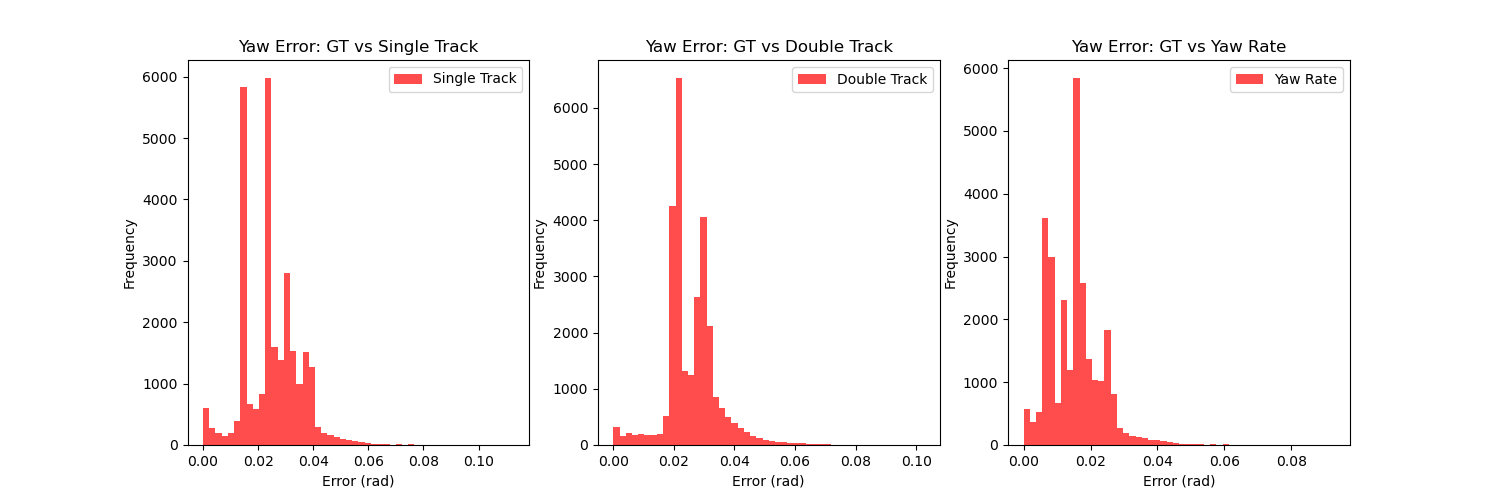 Yaw Error: GT vs Single Track
Single Track
6000
5000
4000
3000
2000
1000
0
Frequency
0.00 0.02 0.04 0.06 0.08 0.10
Error (rad)
Yaw Error: GT vs Double Track
Double Track
6000
5000
4000
3000
2000
1000
0
Frequency
0.00 0.02 0.04 0.06 0.08 0.10
Error (rad)
Yaw Error: GT vs Yaw Rate
Yaw Rate
6000
5000
4000
3000
2000
1000
0
Frequency
0.00 0.02 0.04 0.06 0.08
Error (rad)